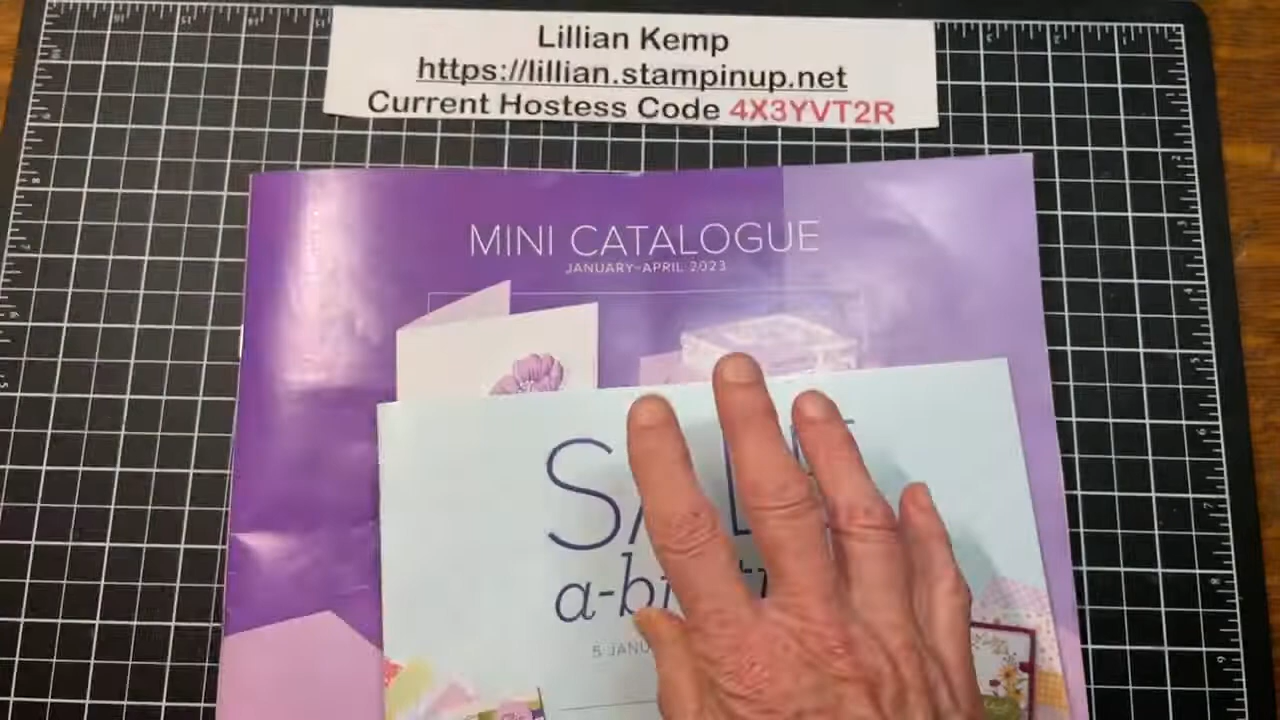 Lillian Kemp
https://lillian.stampinup.net
Current Hostess Code 4X3YVT2R
MINI CATALOGUE
JANUARY–APRIL 2023